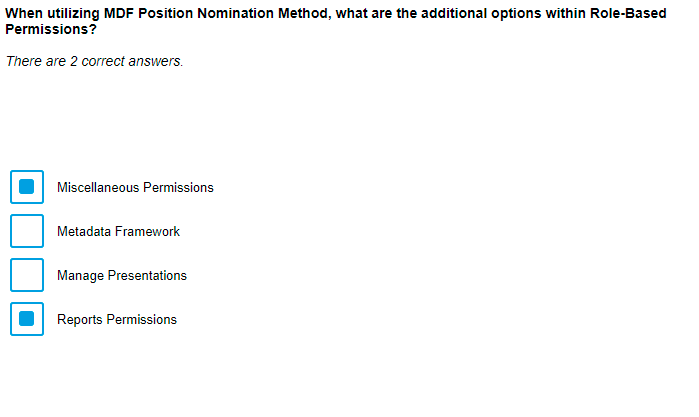 When utilizing MDF Position Nomination Method, what are the additional options within Role-Based
Permissions?
There are 2 correct answers.
Miscellaneous Permissions
Metadata Framework
Manage Presentations
Reports Permissions